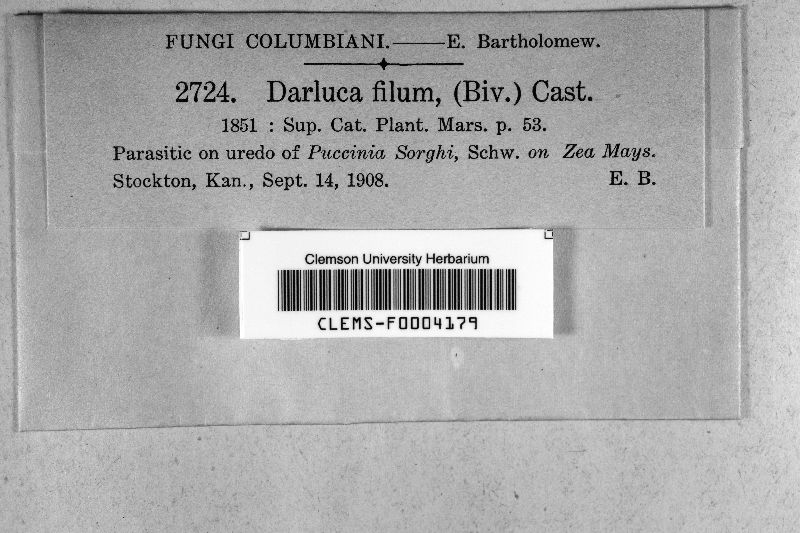 FUNGI COLUMBIANI.——E. Bartholomew.
2724. Darluca filum, (Biv.) Cast.
1851 : Sup. Cat. Plant. Mars. p. 53.
Parasitic on uredo of Puccinia Sorghi, Schw. on Zea Mays.
Stockton, Kan., Sept. 14, 1908. E. B.
Clemson University Herbarium
CLEMS-F0004179